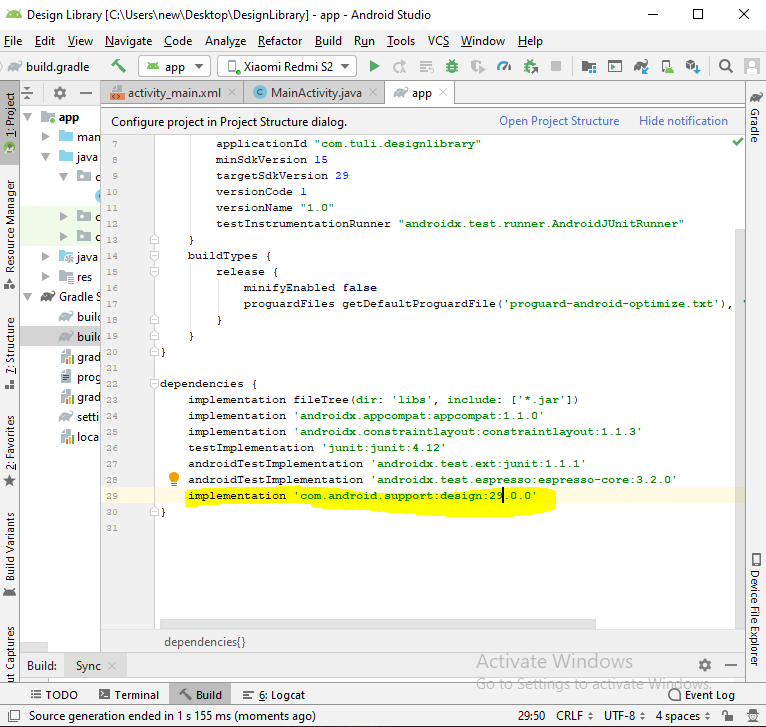 Design Library [C:\Users\new\Desktop\DesignLibrary] - app - Android Studio
File Edit View Navigate Code Analyze Refactor Build Run Tools VCS Window Help
build.gradle app Xiaomi Redmi S2
activity_main.xml MainActivity.java app
Configure project in Project Structure dialog. Open Project Structure Hide notification
1: Project
Resource Manager
7: Structure
2: Favorites
Build Variants
ut Captures
app
man
java
c
c
c
java
res
Gradle S
build
build
grad
prog
grad
setti
loca
7 applicationId "com.tuli.designlibrary"
8 minSdkVersion 15
9 targetSdkVersion 29
10 versionCode 1
11 versionName "1.0"
12 testInstrumentationRunner "androidx.test.runner.AndroidJUnitRunner"
13 }
14 buildTypes {
15 release {
16 minifyEnabled false
17 proguardFiles getDefaultProguardFile('proguard-android-optimize.txt'), '
18 }
19 }
20 }
21
22 dependencies {
23 implementation fileTree(dir: 'libs', include: ['*.jar'])
24 implementation 'androidx.appcompat:appcompat:1.1.0'
25 implementation 'androidx.constraintlayout:constraintlayout:1.1.3'
26 testImplementation 'junit:junit:4.12'
27 androidTestImplementation 'androidx.test.ext:junit:1.1.1'
28 androidTestImplementation 'androidx.test.espresso:espresso-core:3.2.0'
29 implementation 'com.android.support:design:29.0.0'
30 }
31
dependencies{}
Gradle
Device File Explorer
Build: Sync
Activate Windows
Go to Settings to activate Windows.
TODO Terminal Build 6: Logcat Event Log
Source generation ended in 1 s 155 ms (moments ago) 29:50 CRLF UTF-8 4 spaces